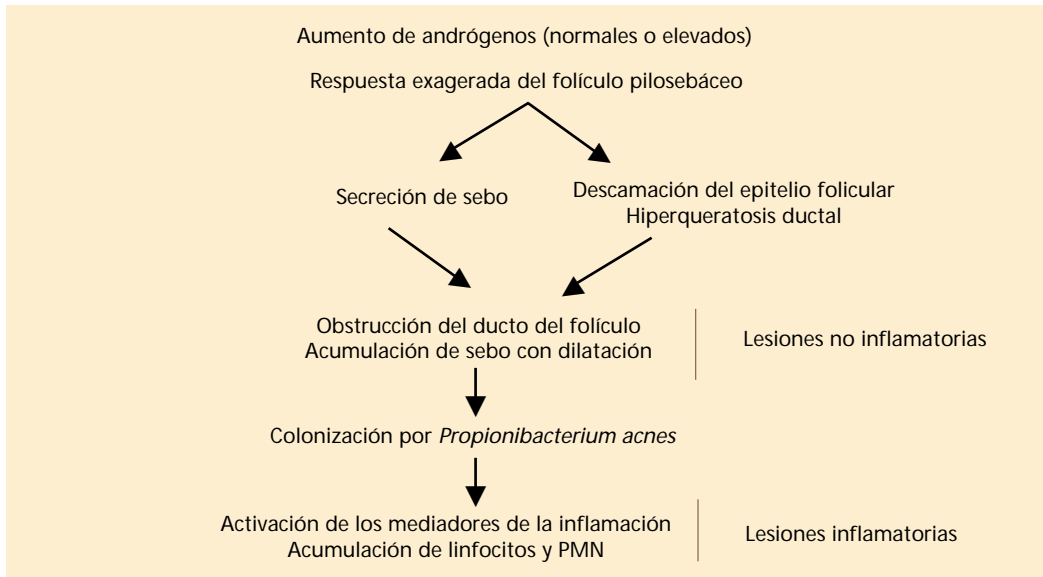 Aumento de andrógenos (normales o elevados)
Respuesta exagerada del folículo pilosebáceo
Secreción de sebo
Descamación del epitelio folicular
Hiperqueratosis ductal
Obstrucción del ducto del folículo
Acumulación de sebo con dilatación
Lesiones no inflamatorias
Colonización por Propionibacterium acnes
Activación de los mediadores de la inflamación
Acumulación de linfocitos y PMN
Lesiones inflamatorias